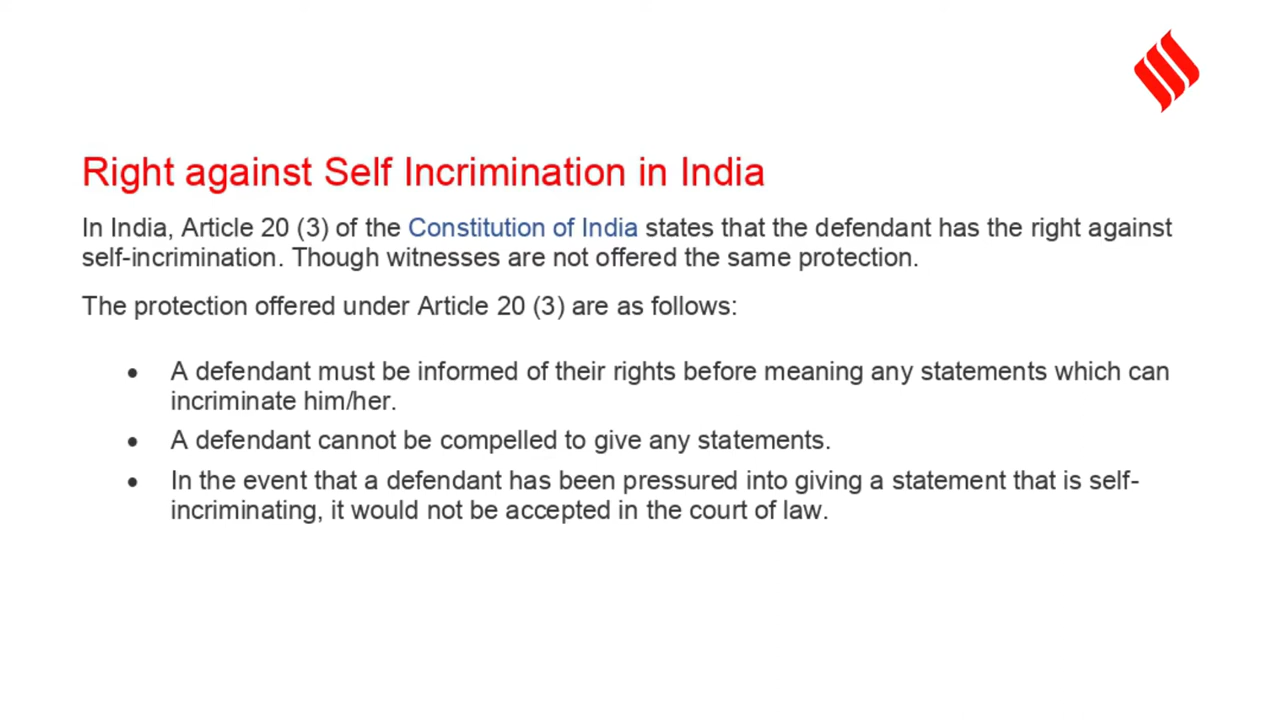 Right against Self Incrimination in India
In India, Article 20 (3) of the Constitution of India states that the defendant has the right against
self-incrimination. Though witnesses are not offered the same protection.
The protection offered under Article 20 (3) are as follows:
• A defendant must be informed of their rights before meaning any statements which can
incriminate him/her.
• A defendant cannot be compelled to give any statements.
• In the event that a defendant has been pressured into giving a statement that is self-
incriminating, it would not be accepted in the court of law.